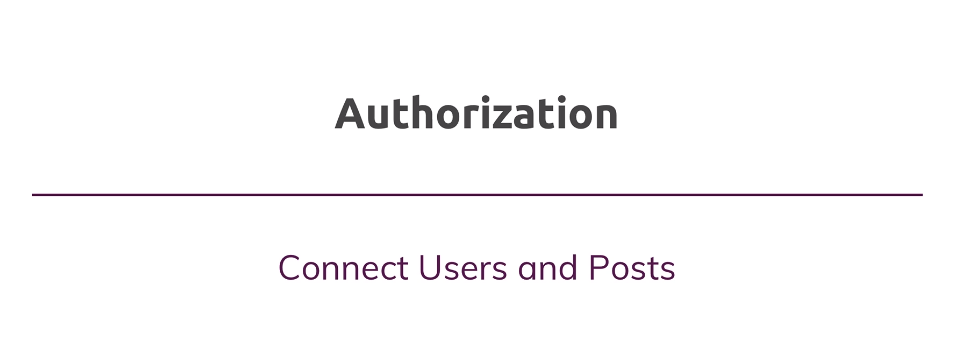 Authorization
Connect Users and Posts